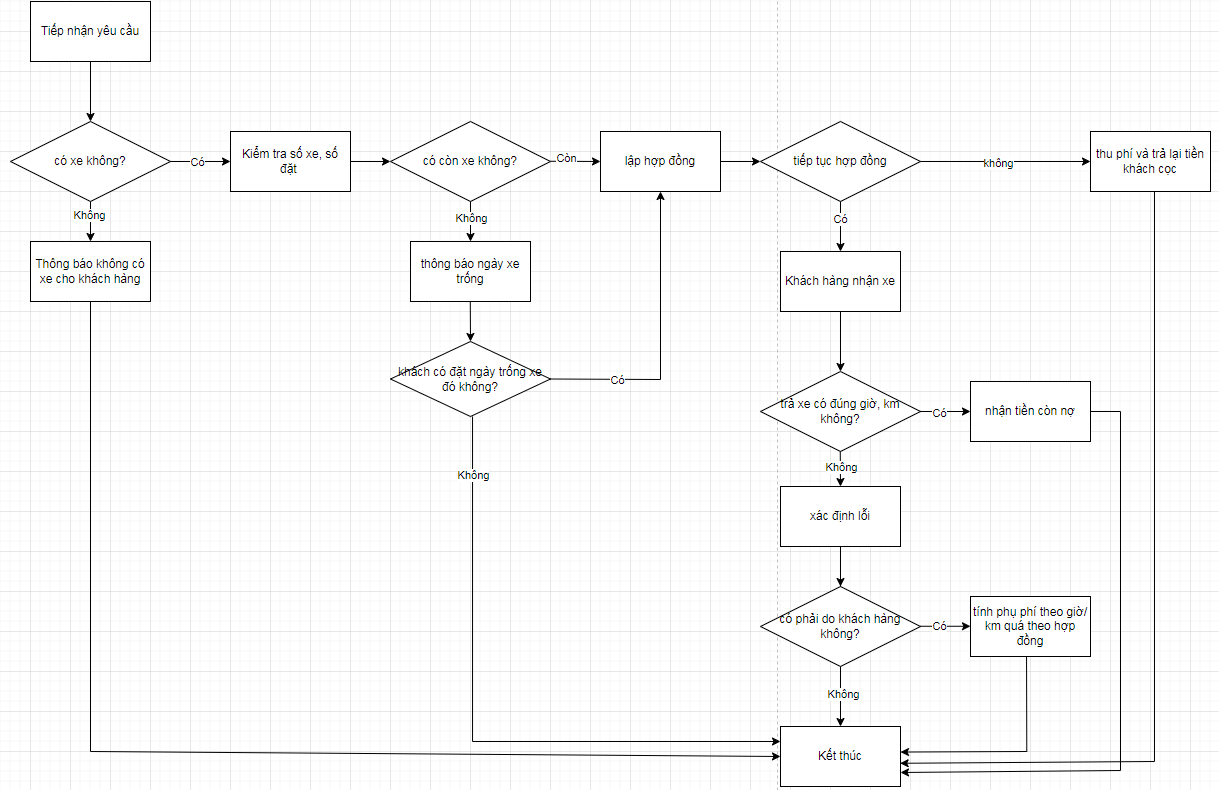 Tiếp nhận yêu cầu
có xe không?
Có
Kiểm tra số xe, số
đặt
có còn xe không?
Còn
lập hợp đồng
tiếp tục hợp đồng
không
thu phí và trả lại tiền
khách cọc
Không
Thông báo không có
xe cho khách hàng
Không
thông báo ngày xe
trống
Có
Khách hàng nhận xe
khách có đặt ngày trống xe
đó không?
Có
trả xe có đúng giờ, km
không?
Có
nhận tiền còn nợ
Không
Không
xác định lỗi
có phải do khách hàng
không?
Có
tính phụ phí theo giờ/
km quá theo hợp
đồng
Không
Kết thúc